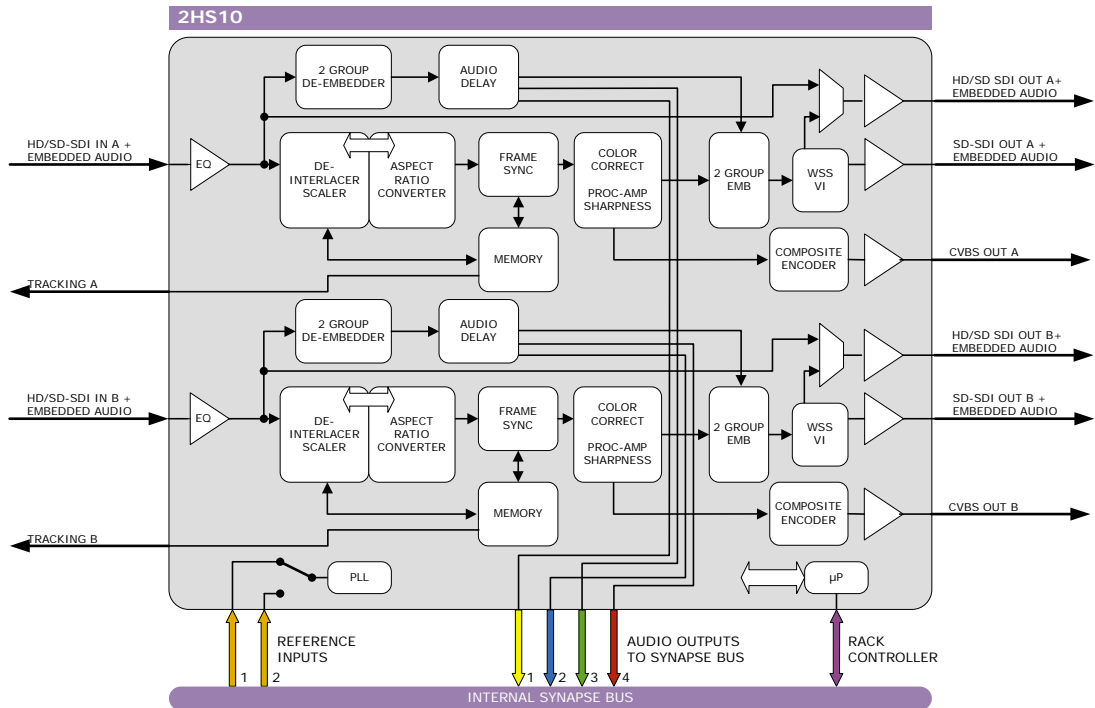 2HS10
2 GROUP
DE-EMBEDDER
AUDIO
DELAY
HD/SD SDI OUT A+
EMBEDDED AUDIO
HD/SD-SDI IN A +
EMBEDDED AUDIO
EQ
DE-
INTERLACER
SCALER
ASPECT
RATIO
CONVERTER
FRAME
SYNC
COLOR
CORRECT
PROC-AMP
SHARPNESS
2 GROUP
EMB
WSS
VI
SD-SDI OUT A +
EMBEDDED AUDIO
MEMORY
COMPOSITE
ENCODER
CVBS OUT A
TRACKING A
2 GROUP
DE-EMBEDDER
AUDIO
DELAY
HD/SD SDI OUT B+
EMBEDDED AUDIO
HD/SD-SDI IN B +
EMBEDDED AUDIO
EQ
DE-
INTERLACER
SCALER
ASPECT
RATIO
CONVERTER
FRAME
SYNC
COLOR
CORRECT
PROC-AMP
SHARPNESS
2 GROUP
EMB
WSS
VI
SD-SDI OUT B +
EMBEDDED AUDIO
MEMORY
COMPOSITE
ENCODER
CVBS OUT B
TRACKING B
PLL
µP
REFERENCE
INPUTS
1
2
AUDIO OUTPUTS
TO SYNAPSE BUS
1
2
3
4
RACK
CONTROLLER
INTERNAL SYNAPSE BUS